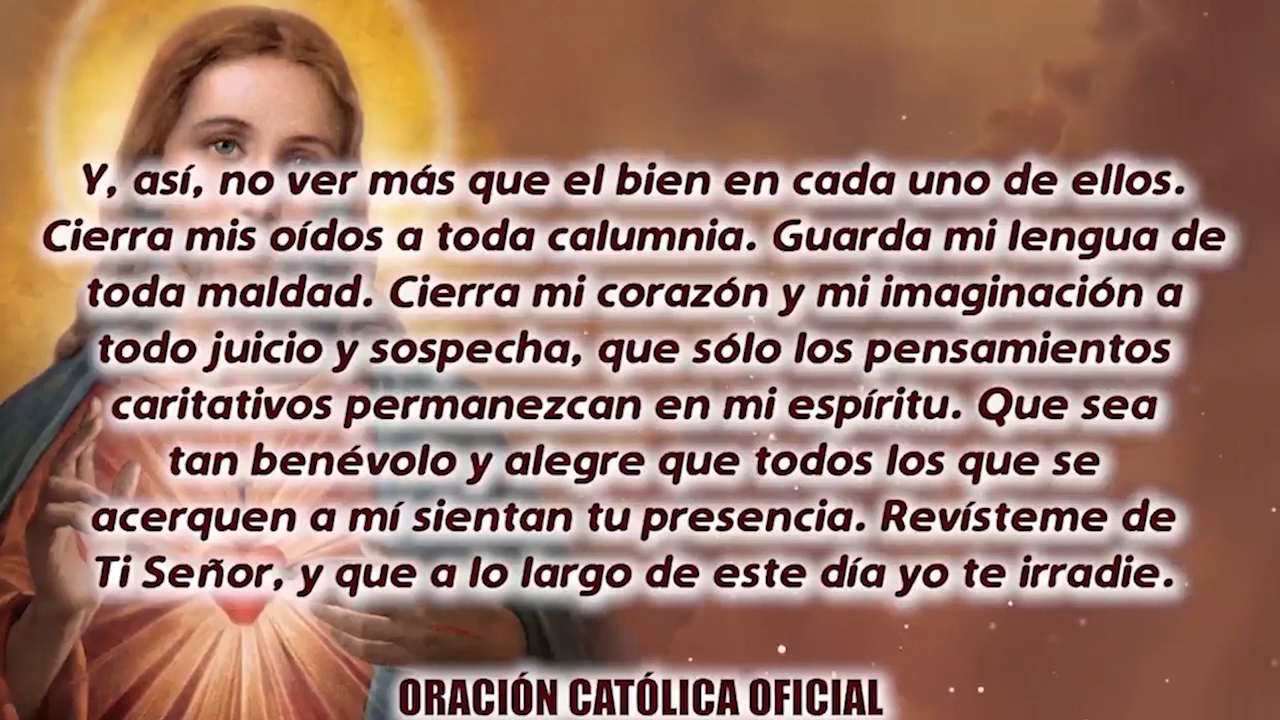 Y, así, no ver más que el bien en cada uno de ellos.
Cierra mis oídos a toda calumnia. Guarda mi lengua de
toda maldad. Cierra mi corazón y mi imaginación a
todo juicio y sospecha, que sólo los pensamientos
caritativos permanezcan en mi espíritu. Que sea
tan benévolo y alegre que todos los que se
acerquen a mí sientan tu presencia. Revísteme de
Ti Señor, y que a lo largo de este día yo te irradie.
ORACIÓN CATÓLICA OFICIAL